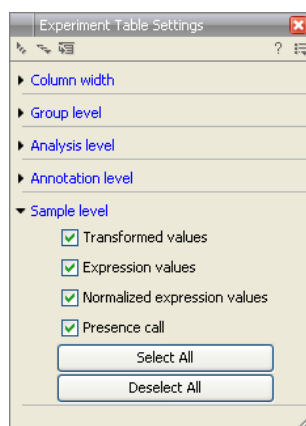 Experiment Table Settings
?
Column width
Group level
Analysis level
Annotation level
Sample level
Transformed values
Expression values
Normalized expression values
Presence call
Select All
Deselect All